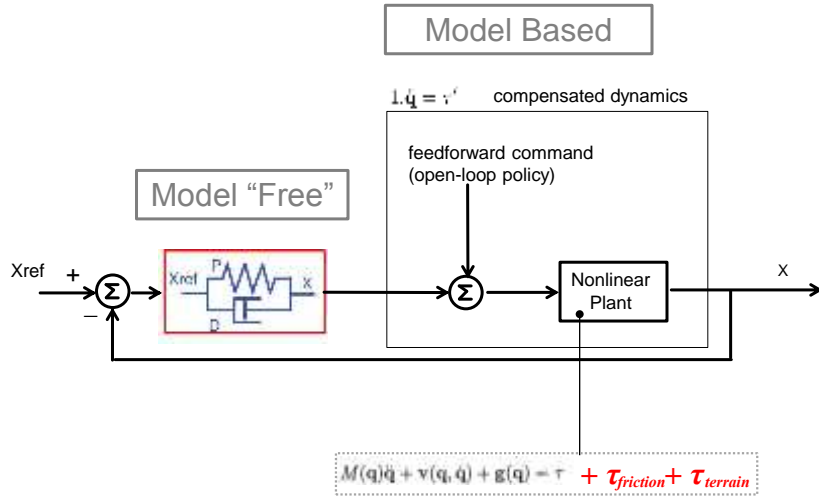 Model Based
1.q̈ = τ' compensated dynamics
feedforward command
(open-loop policy)
Model “Free”
Xref
+
Σ
−
P
Xref
X
D
Σ
Nonlinear
Plant
X
M(q)q̈ + v(q, q̇) + g(q) = τ + τfriction + τterrain